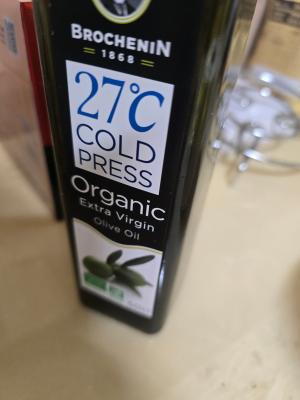 BROCHENIN
1868
27°C
COLD
PRESS
Organic
Extra Virgin
Olive Oil